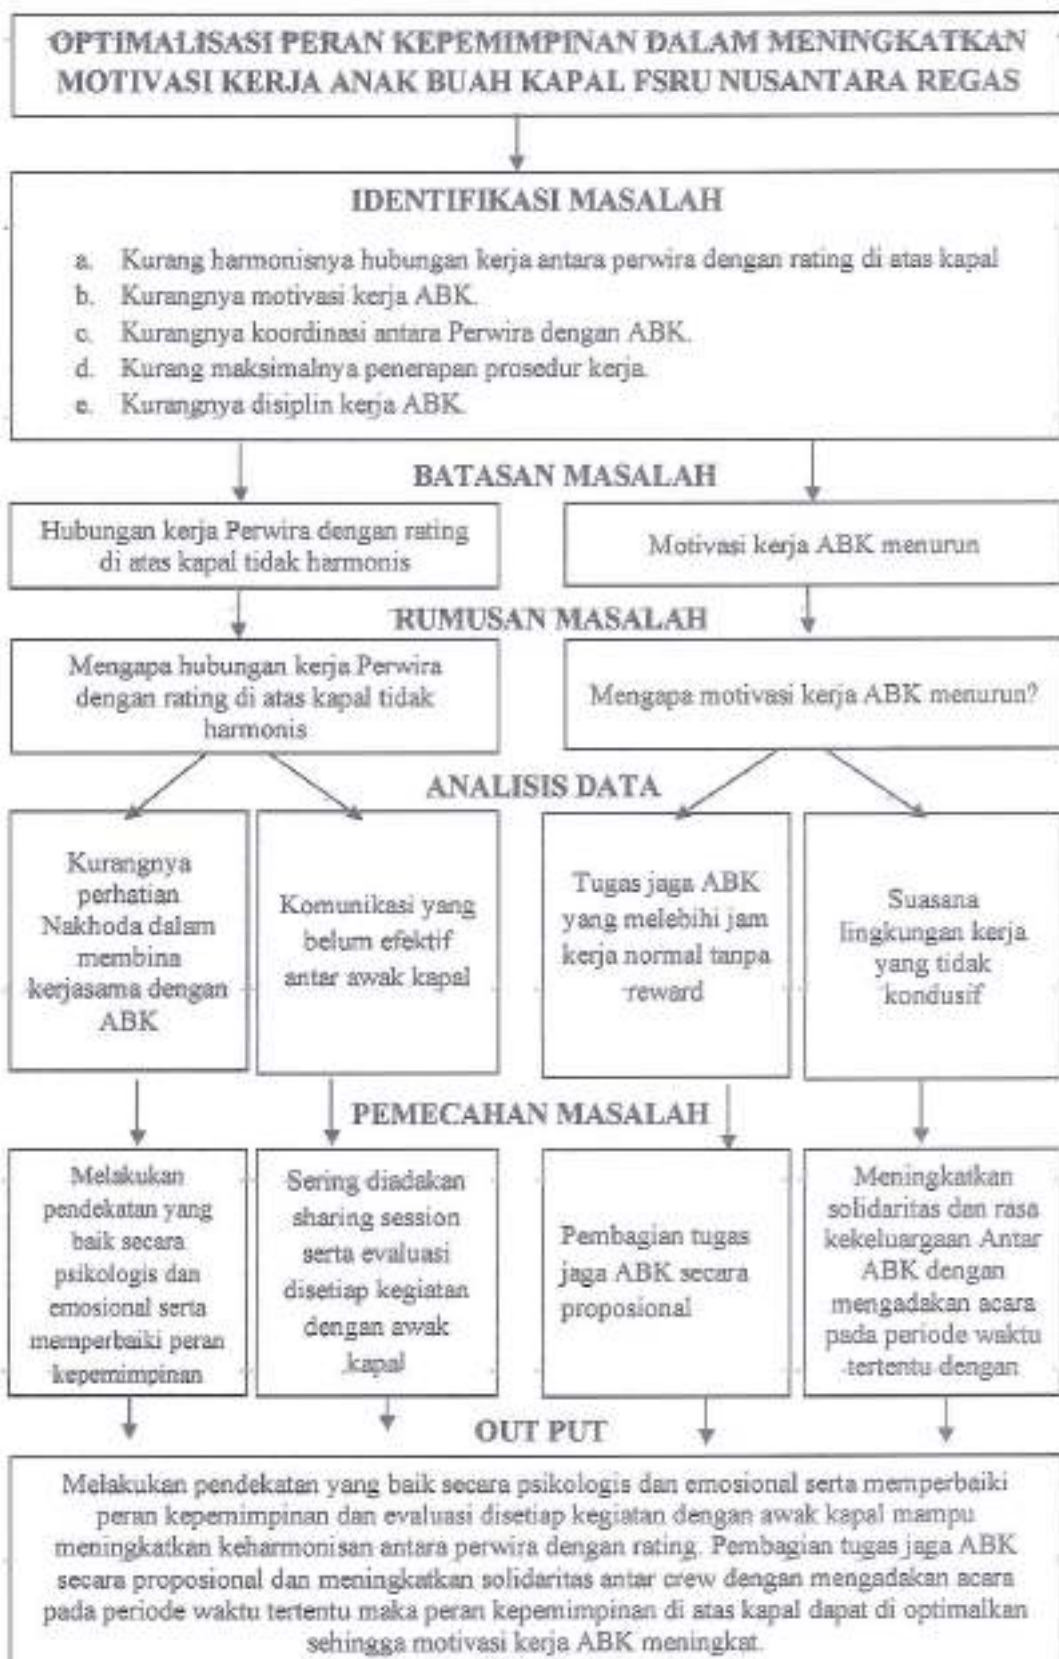 OPTIMALISASI PERAN KEPEMIMPINAN DALAM MENINGKATKAN
MOTIVASI KERJA ANAK BUAH KAPAL FSRU NUSANTARA REGAS
IDENTIFIKASI MASALAH
a. Kurang harmonisnya hubungan kerja antara perwira dengan rating di atas kapal
b. Kurangnya motivasi kerja ABK.
c. Kurangnya koordinasi antara Perwira dengan ABK.
d. Kurang maksimalnya penerapan prosedur kerja.
e. Kurangnya disiplin kerja ABK.
BATASAN MASALAH
Hubungan kerja Perwira dengan rating
di atas kapal tidak harmonis
Motivasi kerja ABK menurun
RUMUSAN MASALAH
Mengapa hubungan kerja Perwira
dengan rating di atas kapal tidak
harmonis
Mengapa motivasi kerja ABK menurun?
ANALISIS DATA
Kurangnya
perhatian
Nakhoda dalam
membina
kerjasama dengan
ABK
Komunikasi yang
belum efektif
antar awak kapal
Tugas jaga ABK
yang melebihi jam
kerja normal tanpa
reward
Suasana
lingkungan kerja
yang tidak
kondusif
PEMECAHAN MASALAH
Melakukan
pendekatan yang
baik secara
psikologis dan
emosional serta
memperbaiki peran
kepemimpinan
Sering diadakan
sharing session
serta evaluasi
disetiap kegiatan
dengan awak
kapal
Pembagian tugas
jaga ABK secara
proposional
Meningkatkan
solidaritas dan rasa
kekeluargaan Antar
ABK dengan
mengadakan acara
pada periode waktu
tertentu dengan
OUT PUT
Melakukan pendekatan yang baik secara psikologis dan emosional serta memperbaiki
peran kepemimpinan dan evaluasi disetiap kegiatan dengan awak kapal mampu
meningkatkan keharmonisan antara perwira dengan rating. Pembagian tugas jaga ABK
secara proposional dan meningkatkan solidaritas antar crew dengan mengadakan acara
pada periode waktu tertentu maka peran kepemimpinan di atas kapal dapat di optimalkan
sehingga motivasi kerja ABK meningkat.